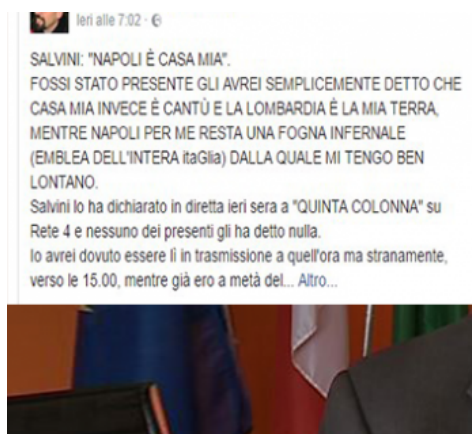 Ieri alle 7:02 ·
SALVINI: "NAPOLI È CASA MIA".
FOSSI STATO PRESENTE GLI AVREI SEMPLICEMENTE DETTO CHE
CASA MIA INVECE È CANTÙ E LA LOMBARDIA È LA MIA TERRA,
MENTRE NAPOLI PER ME RESTA UNA FOGNA INFERNALE
(EMBLEA DELL'INTERA itaGlia) DALLA QUALE MI TENGO BEN
LONTANO.
Salvini lo ha dichiarato in diretta ieri sera a "QUINTA COLONNA" su
Rete 4 e nessuno dei presenti gli ha detto nulla.
Io avrei dovuto essere lì in trasmissione a quell'ora ma stranamente,
verso le 15.00, mentre già ero a metà del... Altro...